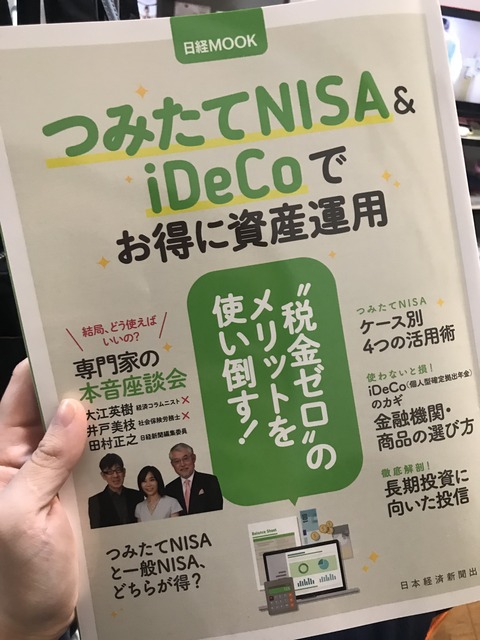 日経MOOK
つみたてNISA&
iDeCoで
お得に資産運用
"税金ゼロ"の
メリットを
使い倒す!
結局、どう使えば
いいの?
専門家の
本音座談会
大江英樹 経済コラムニスト×
井戸美枝 社会保険労務士×
田村正之 日経新聞編集委員
つみたてNISA
と一般NISA、
どちらが得?
つみたてNISA
ケース別
4つの活用術
使わないと損!
iDeCo(個人型確定拠出年金)
のカギ
金融機関・
商品の選び方
徹底解剖!
長期投資に
向いた投信
Balance Sheet
日本経済新聞出